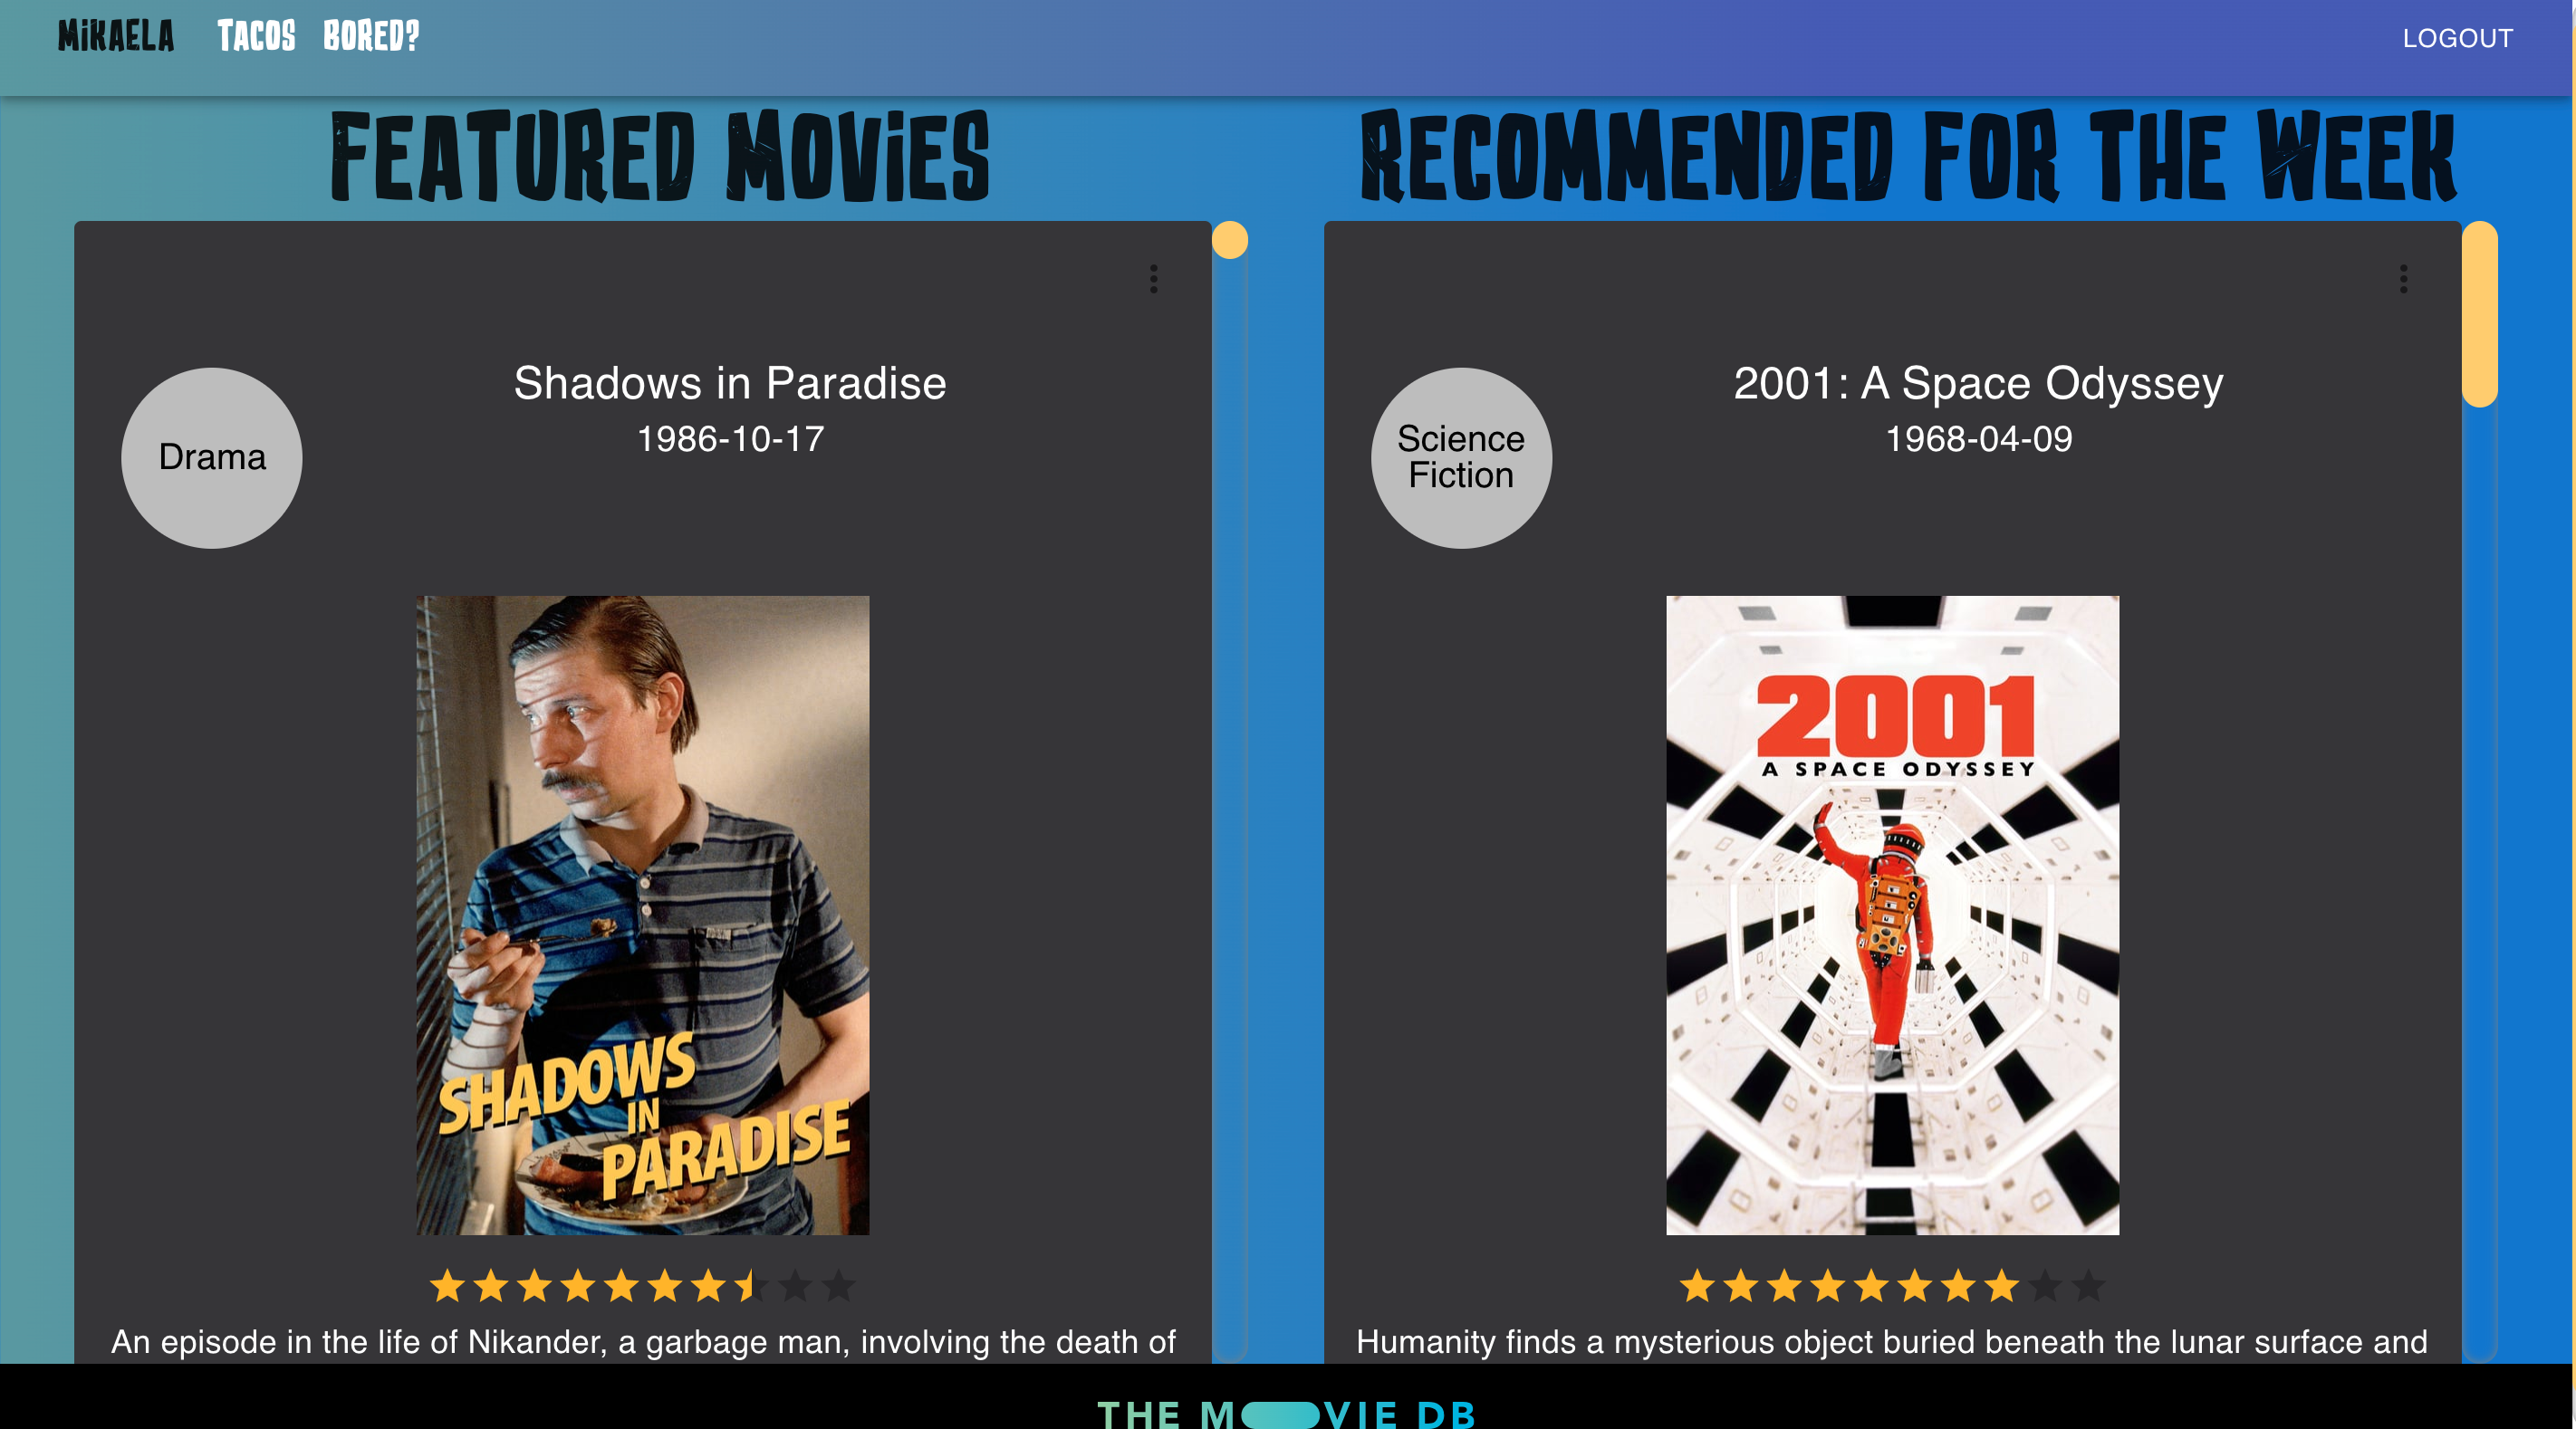 MiKAELA TACOS BORED? LOGOUT
FEATURED MOViES
Drama
Shadows in Paradise
1986-10-17
SHADOWS
IN
PARADISE
An episode in the life of Nikander, a garbage man, involving the death of
RECOMMENDED FOR THE WEEK
Science
Fiction
2001: A Space Odyssey
1968-04-09
2001
A SPACE ODYSSEY
Humanity finds a mysterious object buried beneath the lunar surface and
THE MOVIE DB